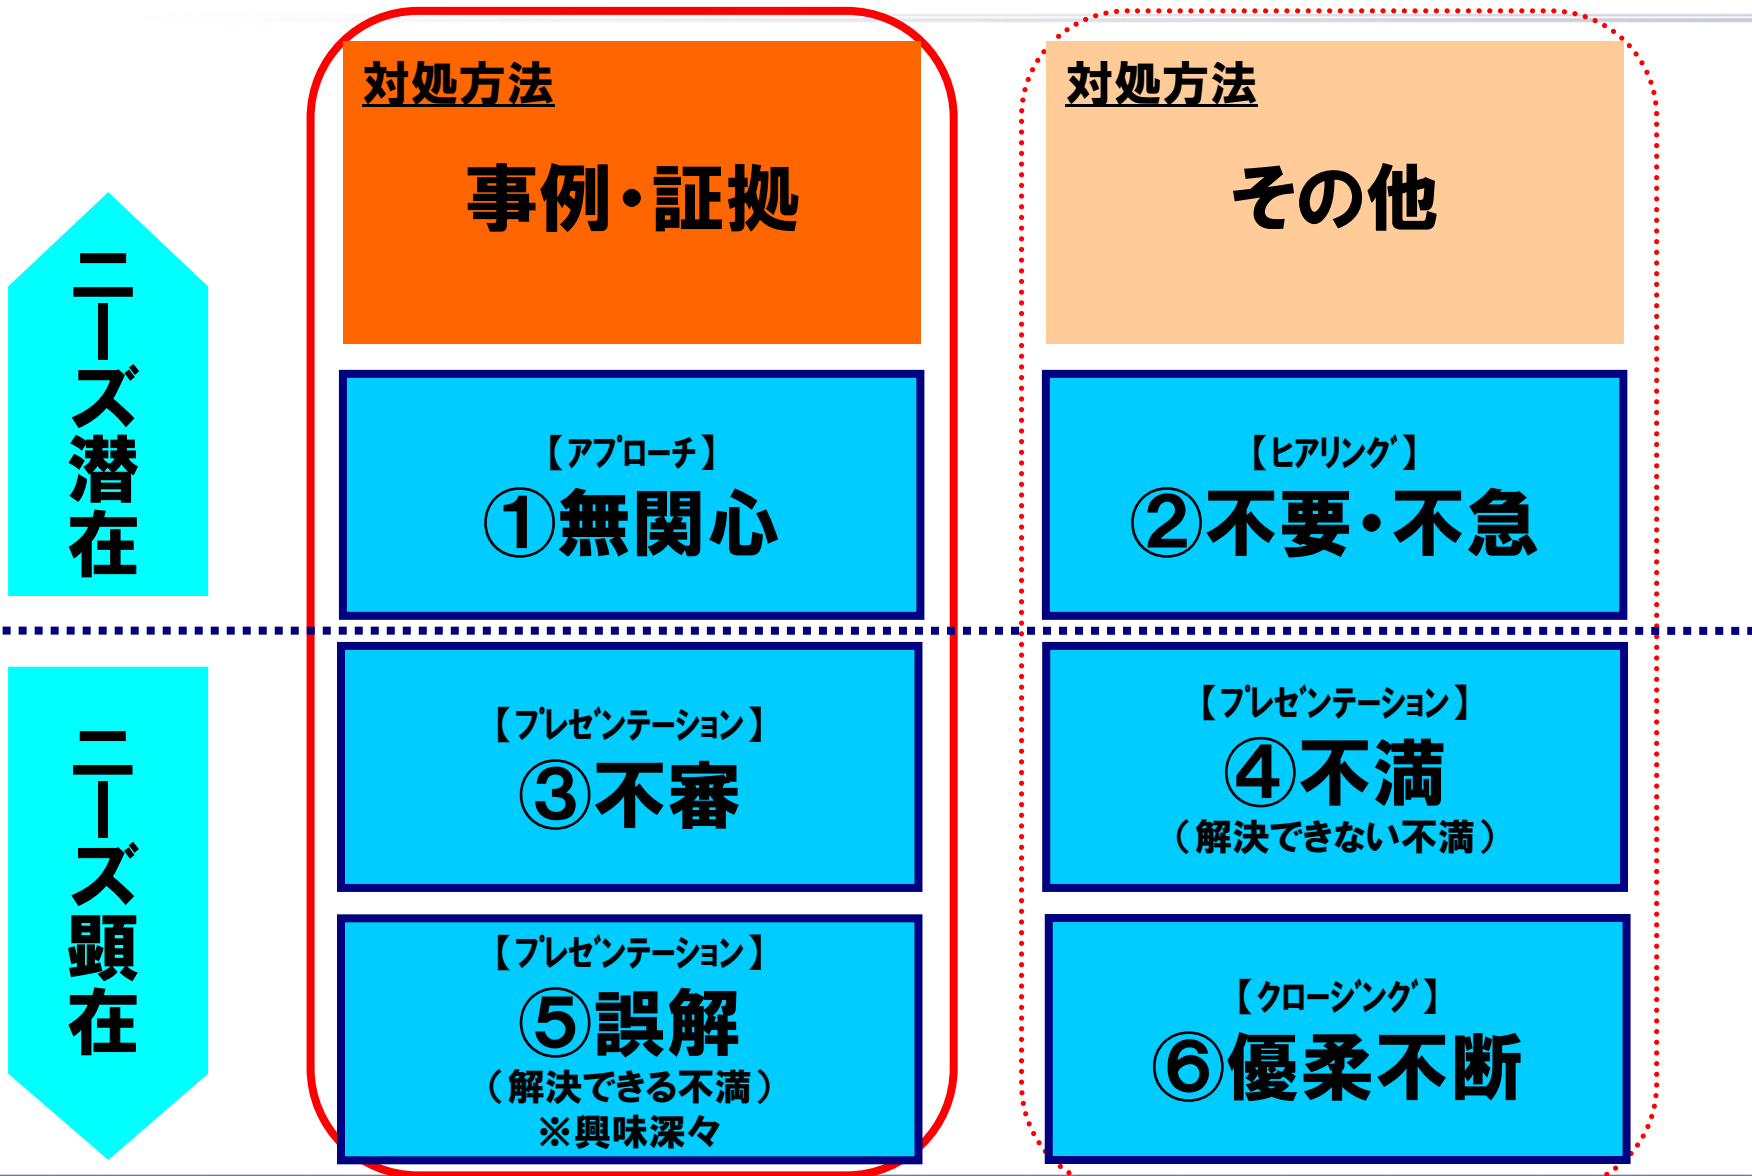 対処方法
事例・証拠
対処方法
その他
ニーズ潜在
【アプローチ】
①無関心
【ヒアリング】
②不要・不急
ニーズ顕在
【プレゼンテーション】
③不審
【プレゼンテーション】
④不満
（解決できない不満）
【プレゼンテーション】
⑤誤解
（解決できる不満）
※興味深々
【クロージング】
⑥優柔不断